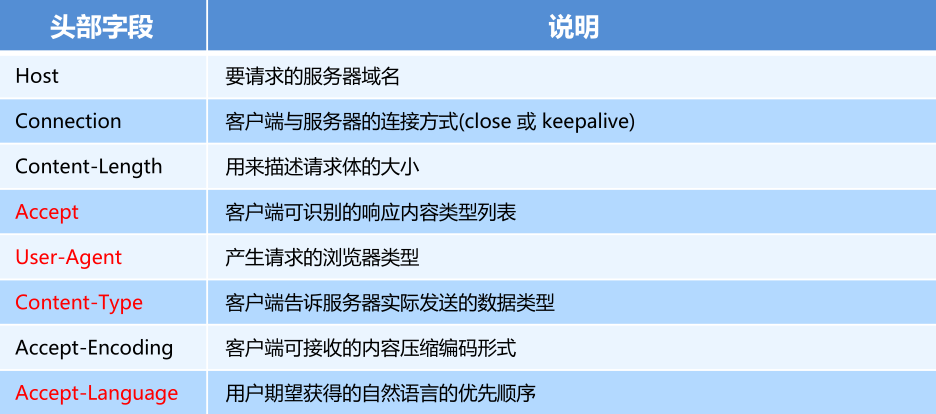 头部字段 说明
Host 要请求的服务器域名
Connection 客户端与服务器的连接方式(close 或 keepalive)
Content-Length 用来描述请求体的大小
Accept 客户端可识别的响应内容类型列表
User-Agent 产生请求的浏览器类型
Content-Type 客户端告诉服务器实际发送的数据类型
Accept-Encoding 客户端可接收的内容压缩编码形式
Accept-Language 用户期望获得的自然语言的优先顺序